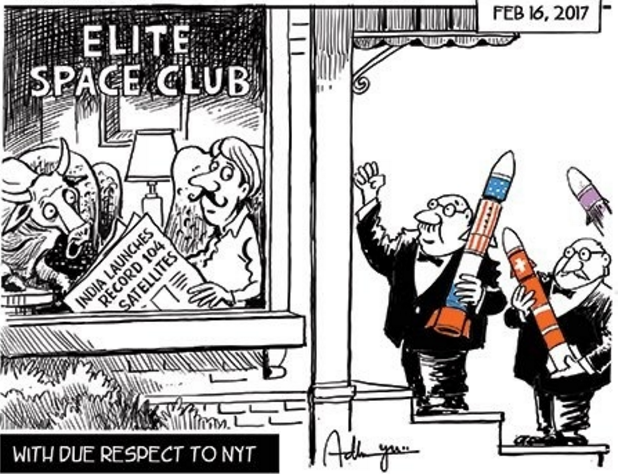 FEB 16, 2017
ELITE
SPACE CLUB
INDIA LAUNCHES
RECORD 104
SATELLITES
WITH DUE RESPECT TO NYT